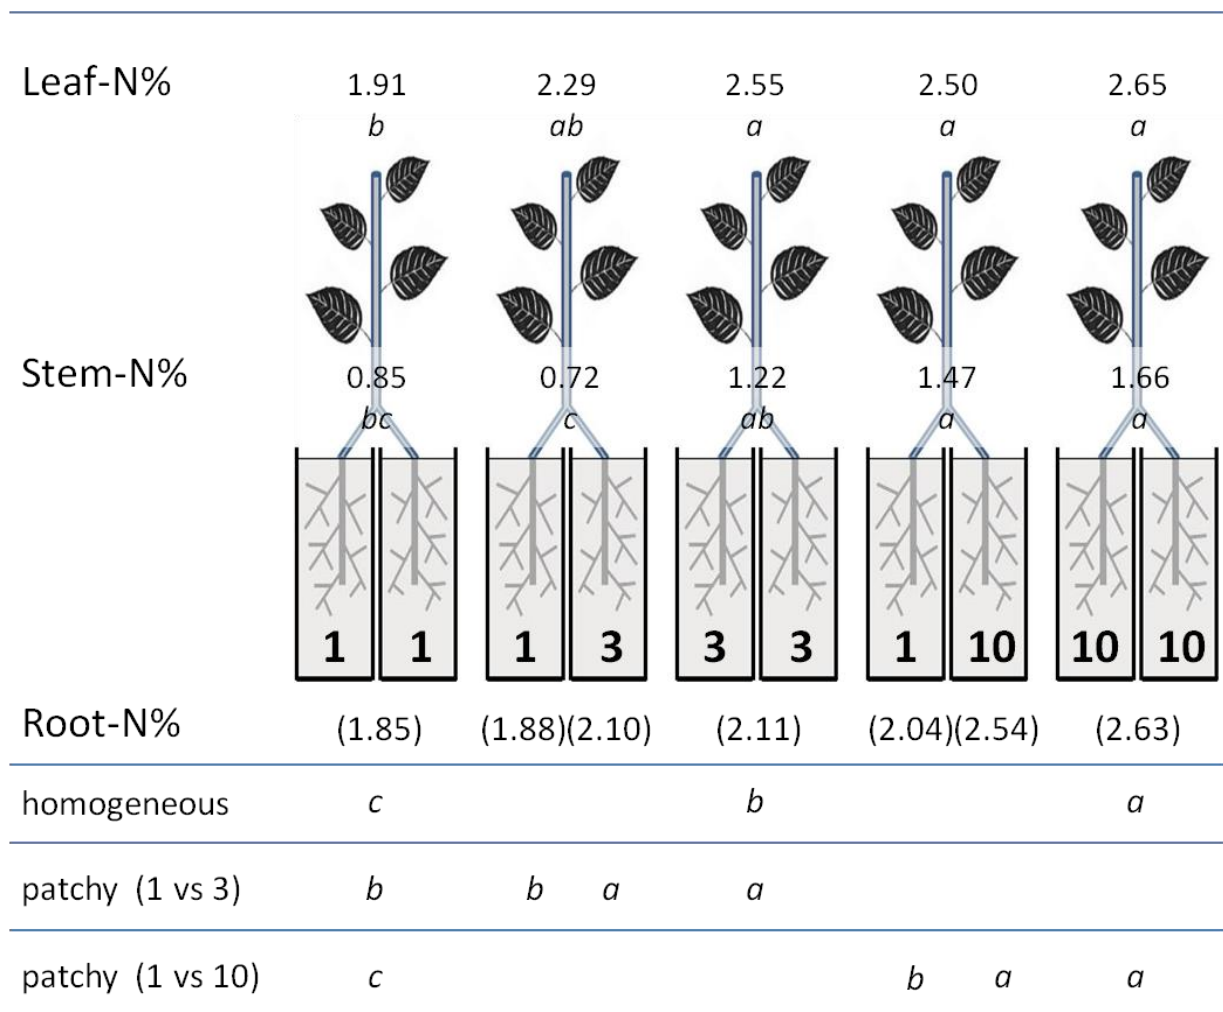 Leaf-N% 1.91 2.29 2.55 2.50 2.65
b ab a a a
Stem-N% 0.85 0.72 1.22 1.47 1.66
bc c ab a a
1 1 1 3 3 3 1 10 10 10
Root-N% (1.85) (1.88)(2.10) (2.11) (2.04)(2.54) (2.63)
homogeneous c b a
patchy (1 vs 3) b b a a
patchy (1 vs 10) c b a a